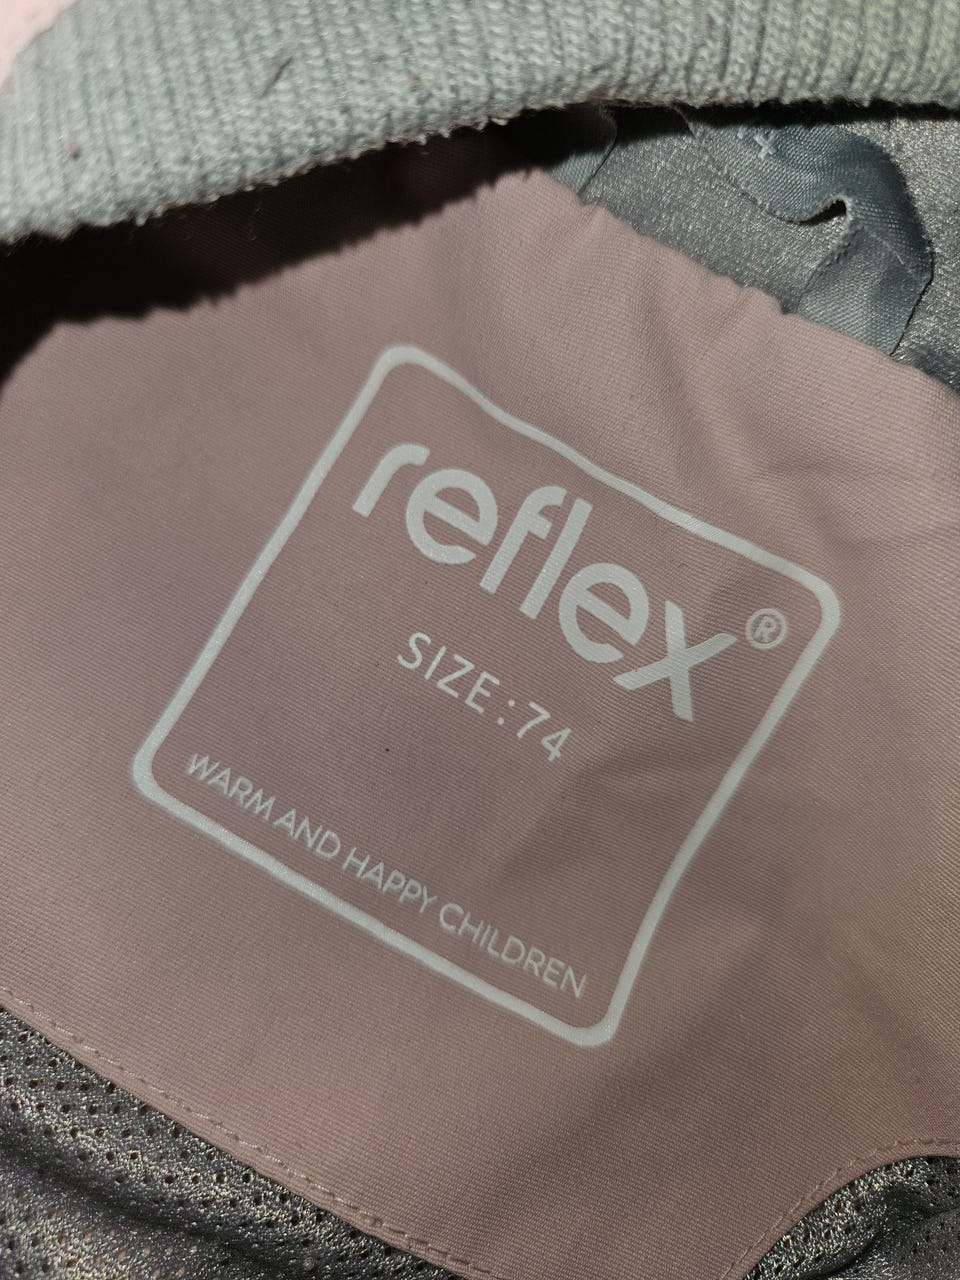 reflex®
SIZE:74
WARM AND HAPPY CHILDREN